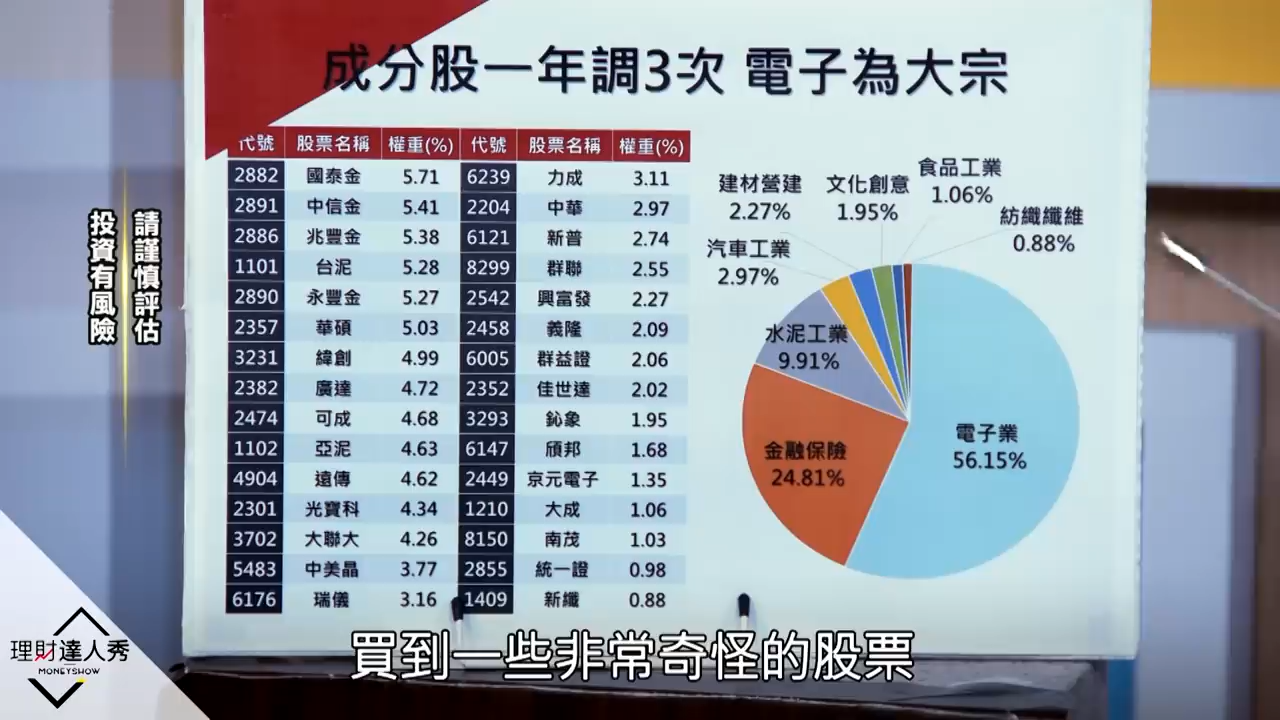 成分股一年調3次 電子為大宗
代號 股票名稱 權重(%) 代號 股票名稱 權重(%)
2882 國泰金 5.71 6239 力成 3.11
2891 中信金 5.41 2204 中華 2.97
2886 兆豐金 5.38 6121 新普 2.74
1101 台泥 5.28 8299 群聯 2.55
2890 永豐金 5.27 2542 興富發 2.27
2357 華碩 5.03 2458 義隆 2.09
3231 緯創 4.99 6005 群益證 2.06
2382 廣達 4.72 2352 佳世達 2.02
2474 可成 4.68 3293 鈊象 1.95
1102 亞泥 4.63 6147 頎邦 1.68
4904 遠傳 4.62 2449 京元電子 1.35
2301 光寶科 4.34 1210 大成 1.06
3702 大聯大 4.26 8150 南茂 1.03
5483 中美晶 3.77 2855 統一證 0.98
6176 瑞儀 3.16 1409 新纖 0.88
食品工業
1.06%
建材營建
2.27%
文化創意
1.95%
紡織纖維
0.88%
汽車工業
2.97%
水泥工業
9.91%
金融保險
24.81%
電子業
56.15%
請謹慎評估
投資有風險
理財達人秀
MONEYSHOW
買到一些非常奇怪的股票